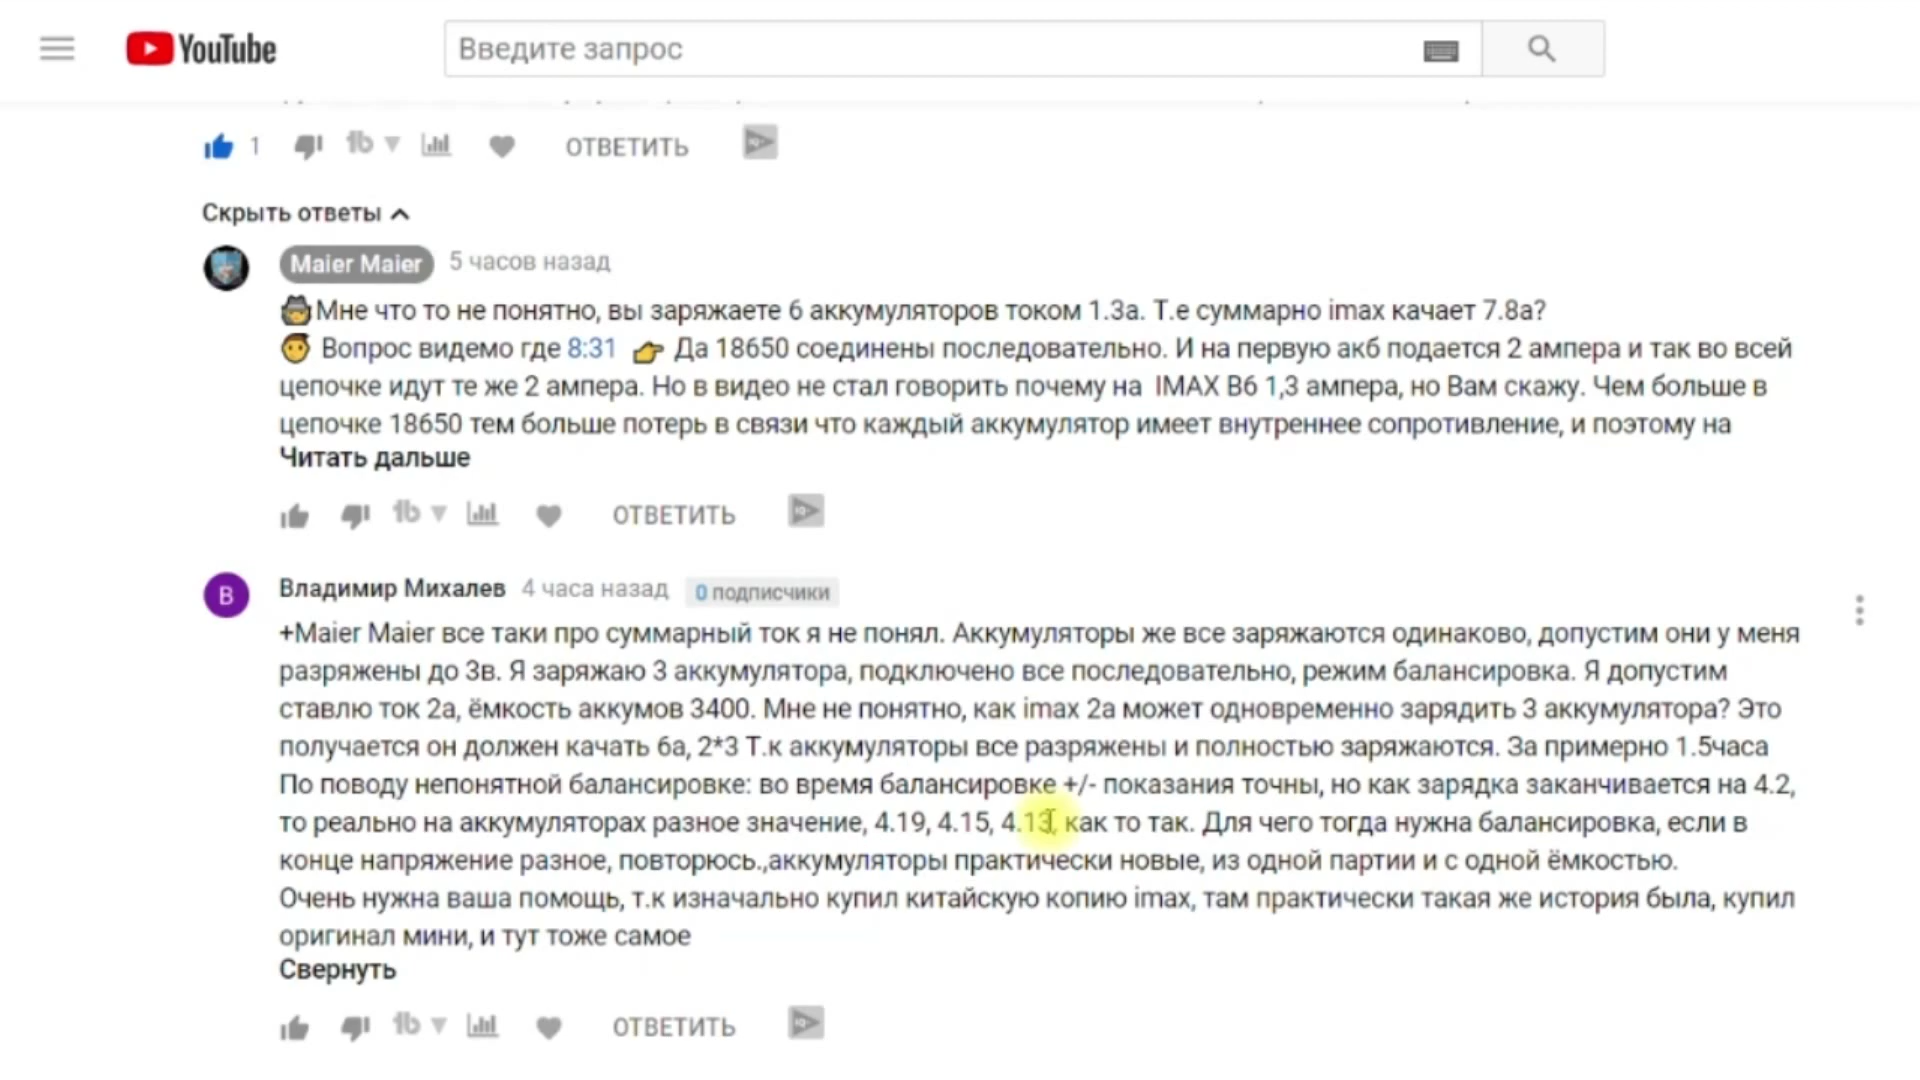 YouTube
Введите запрос
1
ОТВЕТИТЬ
Скрыть ответы
Maier Maier 5 часов назад
Мне что то не понятно, вы заряжаете 6 аккумуляторов током 1.3а. Т.е суммарно imax качает 7.8а?
Вопрос видемо где 8:31 Да 18650 соединены последовательно. И на первую акб подается 2 ампера и так во всей
цепочке идут те же 2 ампера. Но в видео не стал говорить почему на IMAX B6 1,3 ампера, но Вам скажу. Чем больше в
цепочке 18650 тем больше потерь в связи что каждый аккумулятор имеет внутреннее сопротивление, и поэтому на
Читать дальше
ОТВЕТИТЬ
В
Владимир Михалев 4 часа назад 0 подписчики
+Maier Maier все таки про суммарный ток я не понял. Аккумуляторы же все заряжаются одинаково, допустим они у меня
разряжены до 3в. Я заряжаю 3 аккумулятора, подключено все последовательно, режим балансировка. Я допустим
ставлю ток 2а, ёмкость аккумов 3400. Мне не понятно, как imax 2а может одновременно зарядить 3 аккумулятора? Это
получается он должен качать 6а, 2*3 Т.к аккумуляторы все разряжены и полностью заряжаются. За примерно 1.5часа
По поводу непонятной балансировке: во время балансировке +/- показания точны, но как зарядка заканчивается на 4.2,
то реально на аккумуляторах разное значение, 4.19, 4.15, 4.13, как то так. Для чего тогда нужна балансировка, если в
конце напряжение разное, повторюсь.,аккумуляторы практически новые, из одной партии и с одной ёмкостью.
Очень нужна ваша помощь, т.к изначально купил китайскую копию imax, там практически такая же история была, купил
оригинал мини, и тут тоже самое
Свернуть
ОТВЕТИТЬ